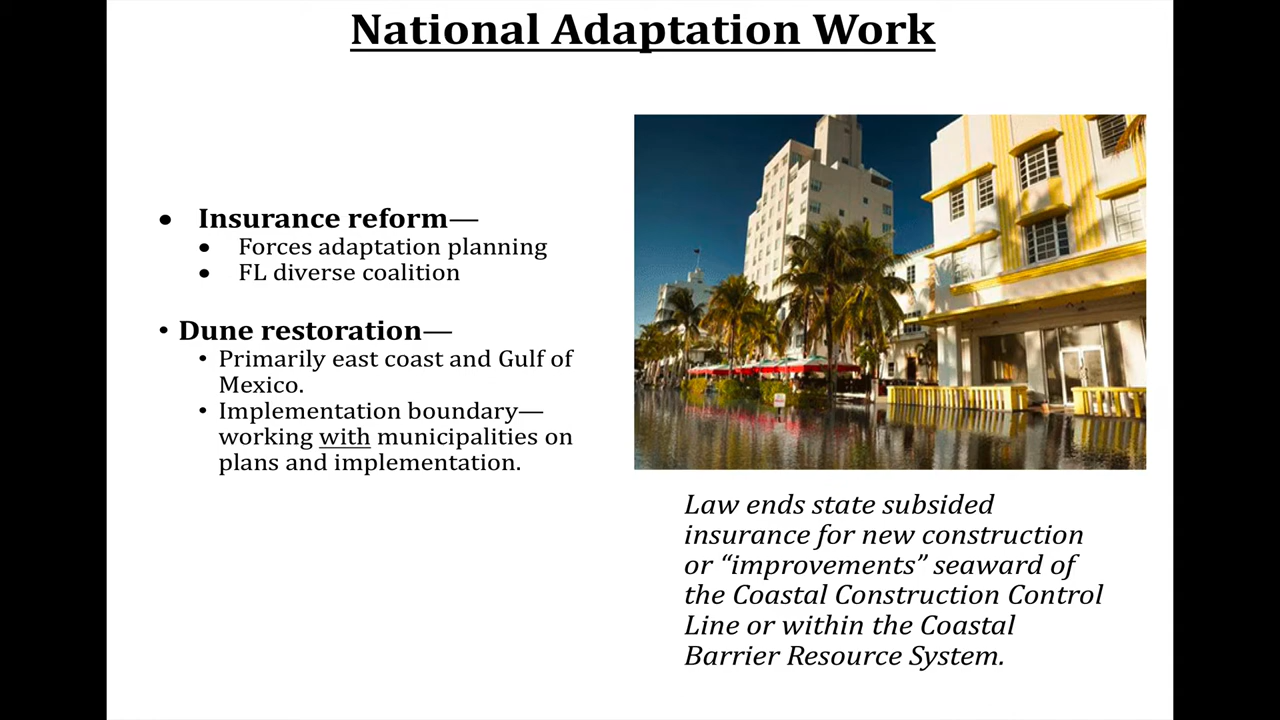 National Adaptation Work
• Insurance reform—
• Forces adaptation planning
• FL diverse coalition
• Dune restoration—
• Primarily east coast and Gulf of
Mexico.
• Implementation boundary—
working with municipalities on
plans and implementation.
Law ends state subsided
insurance for new construction
or “improvements” seaward of
the Coastal Construction Control
Line or within the Coastal
Barrier Resource System.